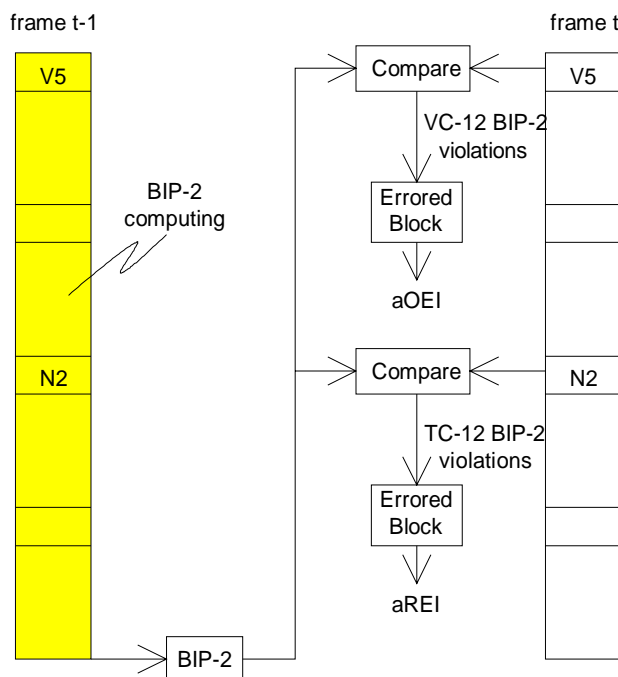 frame t-1
frame t
V5
Compare
V5
VC-12 BIP-2
violations
BIP-2
computing
Errored
Block
aOEI
N2
Compare
N2
TC-12 BIP-2
violations
Errored
Block
aREI
BIP-2